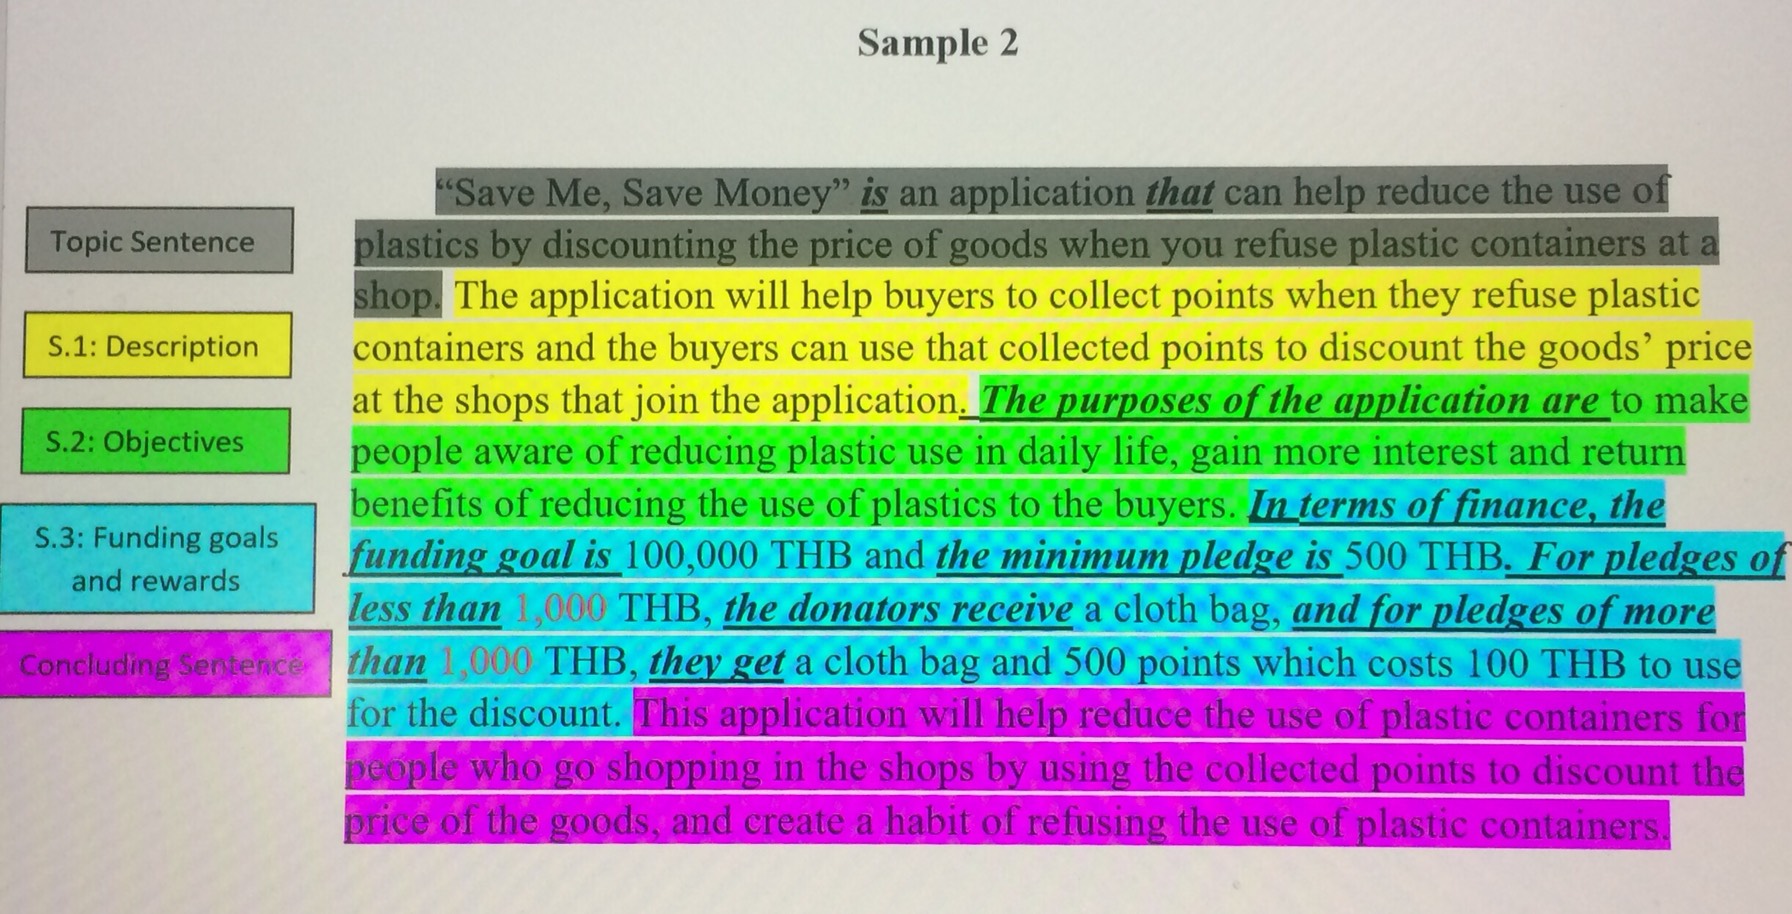 Sample 2
Topic Sentence
S.1: Description
S.2: Objectives
S.3: Funding goals
and rewards
Concluding Sentence
“Save Me, Save Money” is an application that can help reduce the use of
plastics by discounting the price of goods when you refuse plastic containers at a
shop. The application will help buyers to collect points when they refuse plastic
containers and the buyers can use that collected points to discount the goods’ price
at the shops that join the application. The purposes of the application are to make
people aware of reducing plastic use in daily life, gain more interest and return
benefits of reducing the use of plastics to the buyers. In terms of finance, the
funding goal is 100,000 THB and the minimum pledge is 500 THB. For pledges of
less than 1,000 THB, the donators receive a cloth bag, and for pledges of more
than 1,000 THB, they get a cloth bag and 500 points which costs 100 THB to use
for the discount. This application will help reduce the use of plastic containers for
people who go shopping in the shops by using the collected points to discount the
price of the goods, and create a habit of refusing the use of plastic containers.